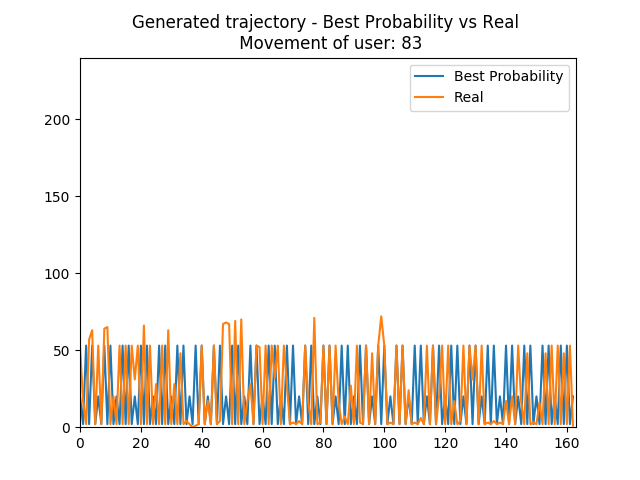 Generated trajectory - Best Probability vs Real
Movement of user: 83
Best Probability
Real
200
150
100
50
0
0 20 40 60 80 100 120 140 160